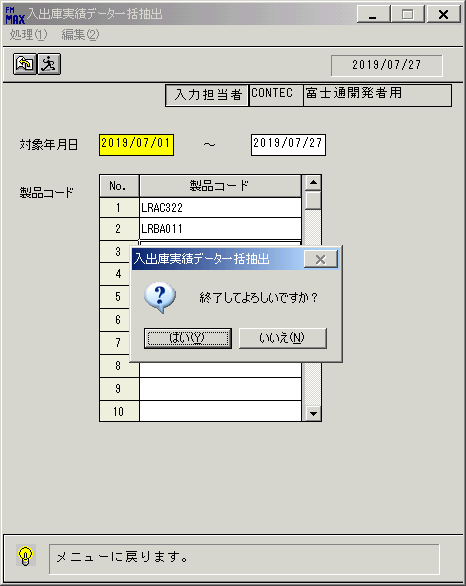 FM
MAX
入出庫実績データ一括抽出
処理(1) 編集(2)
2019/07/27
入力担当者 CONTEC 富士通開発者用
対象年月日 2019/07/01 ～ 2019/07/27
製品コード
No. 製品コード
1 LRAC322
2 LRBA011
3
4
5
6
7
8
9
10
入出庫実績データ一括抽出
終了してよろしいですか？
はい(Y) いいえ(N)
メニューに戻ります。